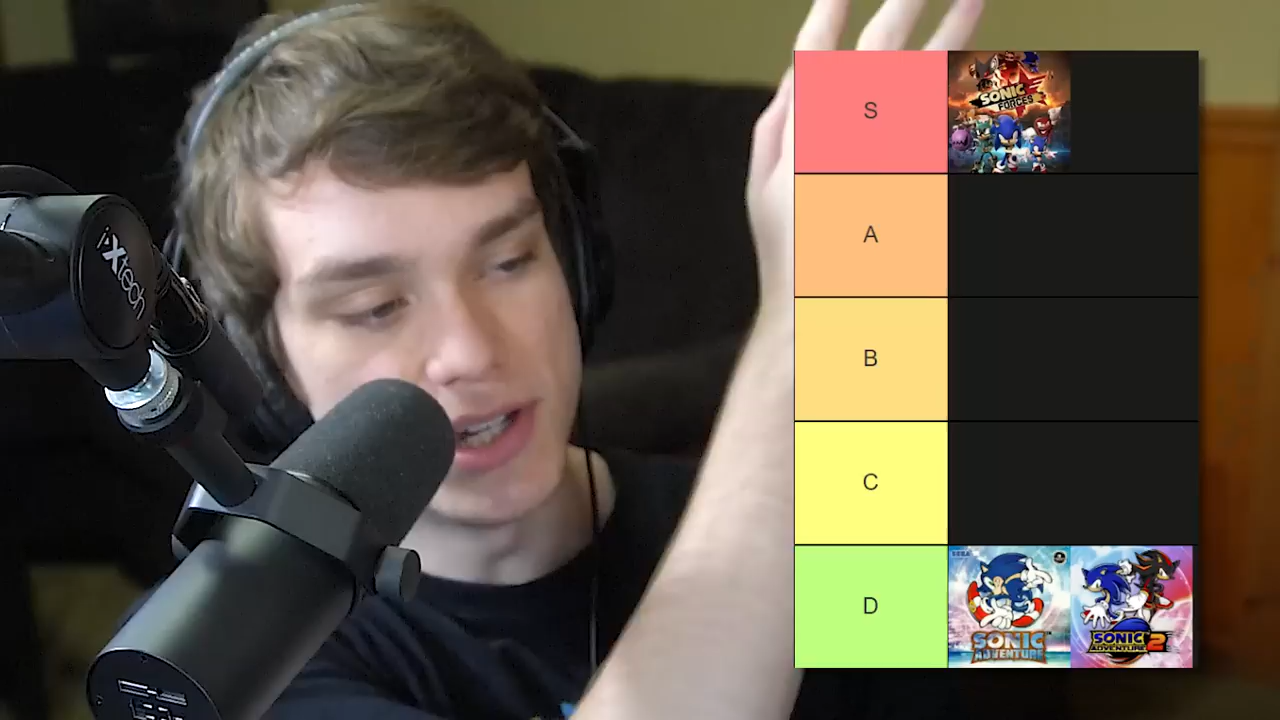 iXtech
S
SONIC
FORCES
A
B
C
D
SEGA
SONIC
ADVENTURE
SONIC
ADVENTURE 2